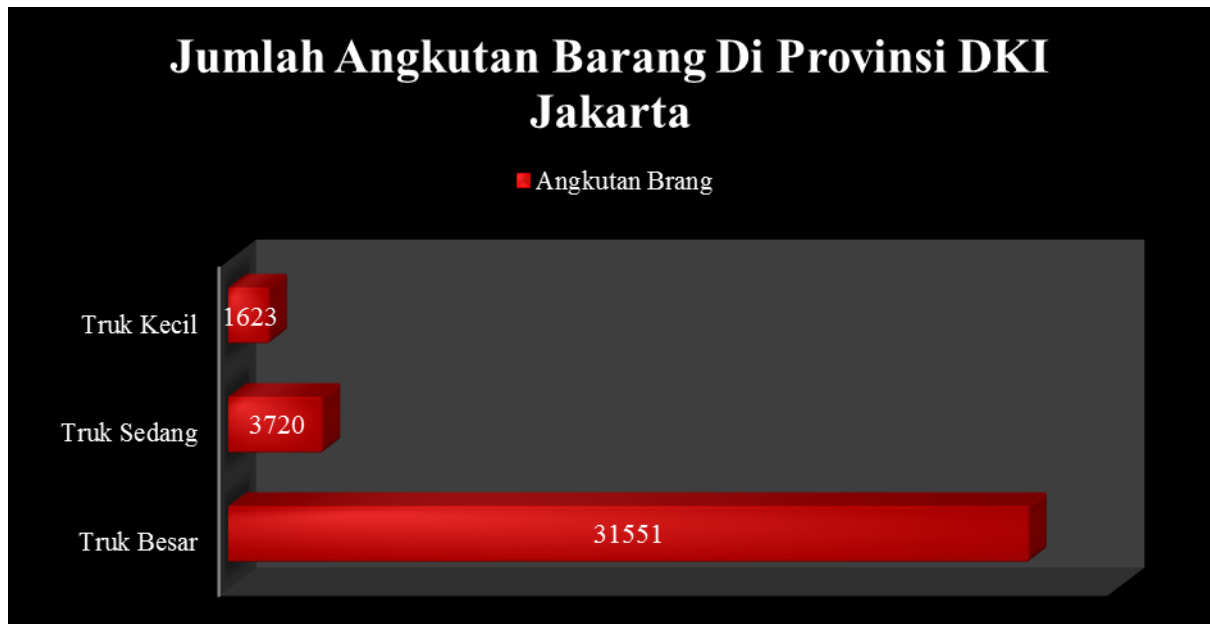 Jumlah Angkutan Barang Di Provinsi DKI
Jakarta
Angkutan Brang
Truk Kecil
1623
Truk Sedang
3720
Truk Besar
31551